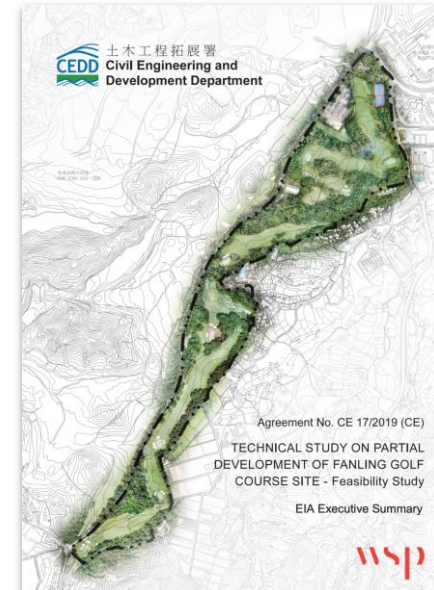 土木工程拓展署
CEDD
Civil Engineering and
Development Department
Agreement No. CE 17/2019 (CE)
TECHNICAL STUDY ON PARTIAL
DEVELOPMENT OF FANLING GOLF
COURSE SITE - Feasibility Study
EIA Executive Summary
wsp